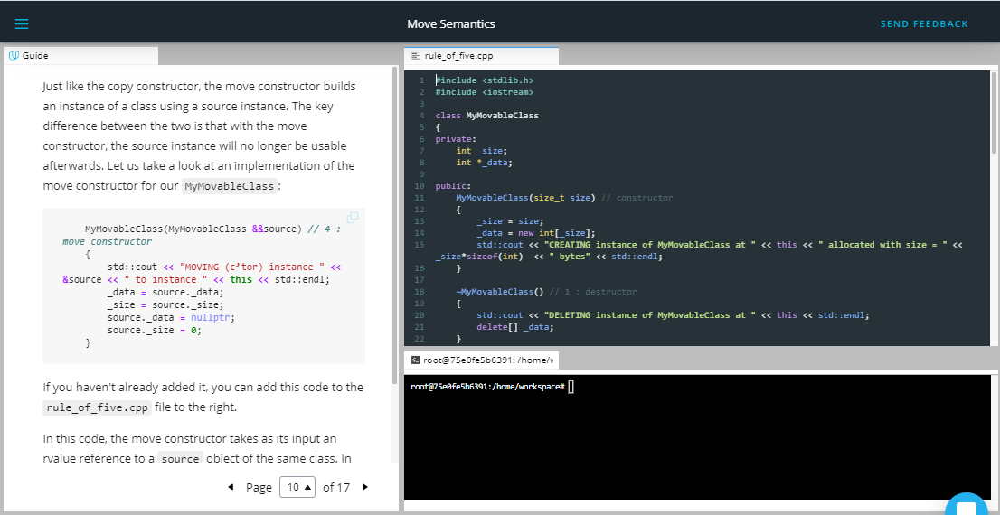 Move Semantics
SEND FEEDBACK
Guide
Just like the copy constructor, the move constructor builds
an instance of a class using a source instance. The key
difference between the two is that with the move
constructor, the source instance will no longer be usable
afterwards. Let us take a look at an implementation of the
move constructor for our MyMovableClass:
MyMovableClass(MyMovableClass &&source) // 4 :
move constructor
{
std::cout << "MOVING (c'tor) instance " <<
&source << " to instance " << this << std::endl;
_data = source._data;
_size = source._size;
source._data = nullptr;
source._size = 0;
}
If you haven't already added it, you can add this code to the
rule_of_five.cpp file to the right.
In this code, the move constructor takes as its input an
rvalue reference to a source object of the same class. In
Page 10 of 17
rule_of_five.cpp
1 #include <stdlib.h>
2 #include <iostream>
3
4 class MyMovableClass
5 {
6 private:
7 int _size;
8 int *_data;
9
10 public:
11 MyMovableClass(size_t size) // constructor
12 {
13 _size = size;
14 _data = new int[_size];
15 std::cout << "CREATING instance of MyMovableClass at " << this << " allocated with size = " <<
_size*sizeof(int) << " bytes" << std::endl;
16 }
17
18 ~MyMovableClass() // 1 : destructor
19 {
20 std::cout << "DELETING instance of MyMovableClass at " << this << std::endl;
21 delete[] _data;
22 }
root@75e0fe5b6391: /home/w
root@75e0fe5b6391:/home/workspace#